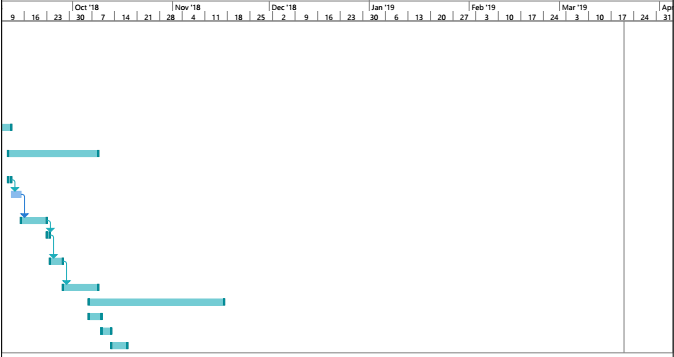 Oct '18 Nov '18 Dec '18 Jan '19 Feb '19 Mar '19
9 16 23 30 7 14 21 28 4 11 18 25 2 9 16 23 30 6 13 20 27 3 10 17 24 3 10 17 24 31